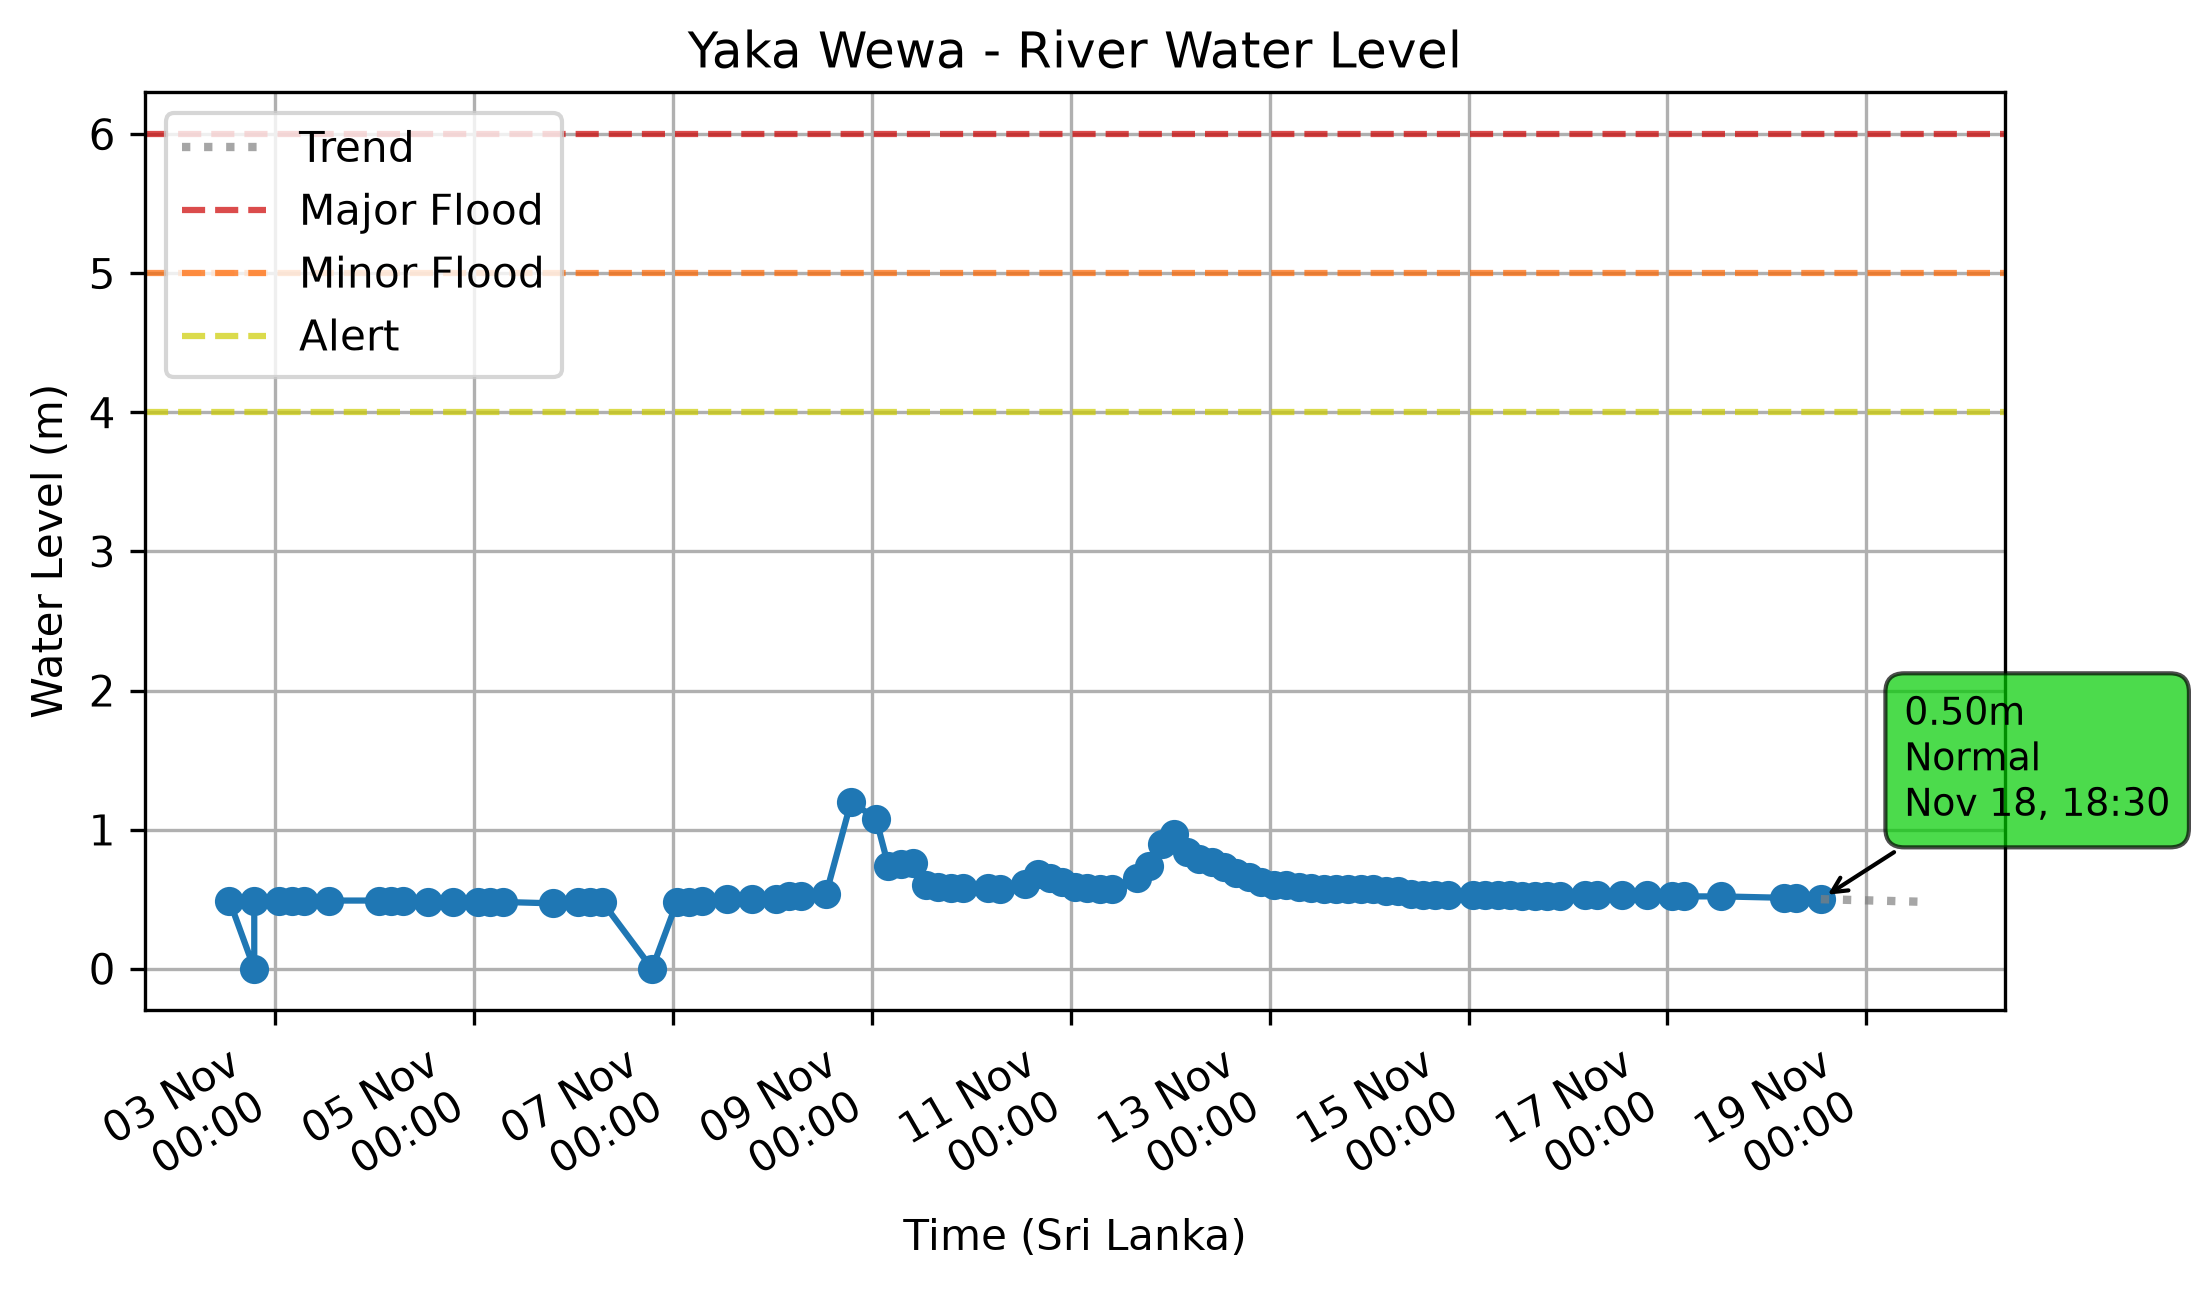 Yaka Wewa - River Water Level
Trend
Major Flood
Minor Flood
Alert
Water Level (m)
6
5
4
3
2
1
0
0.50m
Normal
Nov 18, 18:30
03 Nov
00:00
05 Nov
00:00
07 Nov
00:00
09 Nov
00:00
11 Nov
00:00
13 Nov
00:00
15 Nov
00:00
17 Nov
00:00
19 Nov
00:00
Time (Sri Lanka)